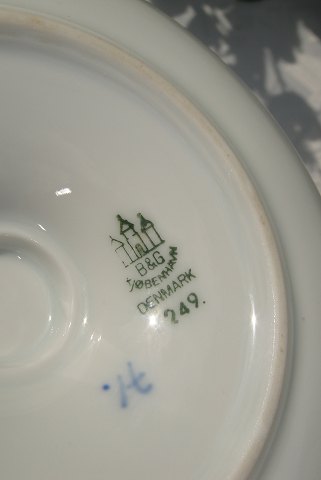 B&G
KJØBENHAVN
DENMARK
249.